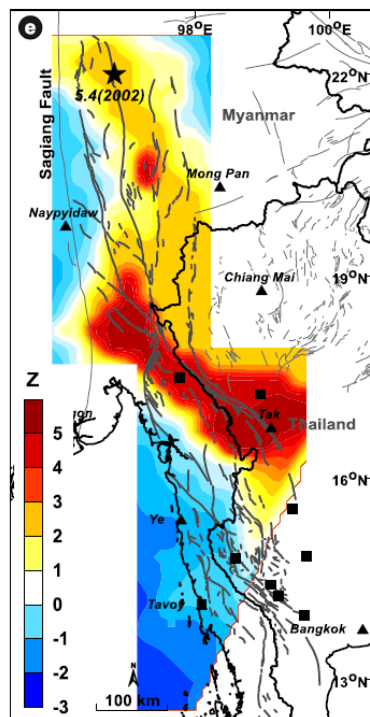 e
98°E
100°E
22°N
5.4(2002)
Sagiang Fault
Myanmar
Mong Pan
Naypyidaw
Chiang Mai
19°N
Z
5
4
3
2
1
0
-1
-2
-3
Tak
Thailand
16°N
Ye
Tavoy
Bangkok
N
100 km
13°N